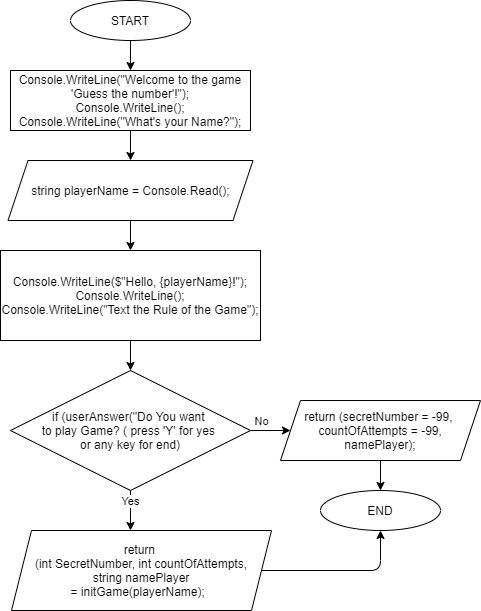 START
Console.WriteLine("Welcome to the game
'Guess the number'!");
Console.WriteLine();
Console.WriteLine("What's your Name?");
string playerName = Console.Read();
Console.WriteLine($"Hello, {playerName}!");
Console.WriteLine();
Console.WriteLine("Text the Rule of the Game");
if (userAnswer("Do You want
to play Game? ( press 'Y' for yes
or any key for end)
No
return (secretNumber = -99,
countOfAttempts = -99,
namePlayer);
END
Yes
return
(int SecretNumber, int countOfAttempts,
string namePlayer
= initGame(playerName);